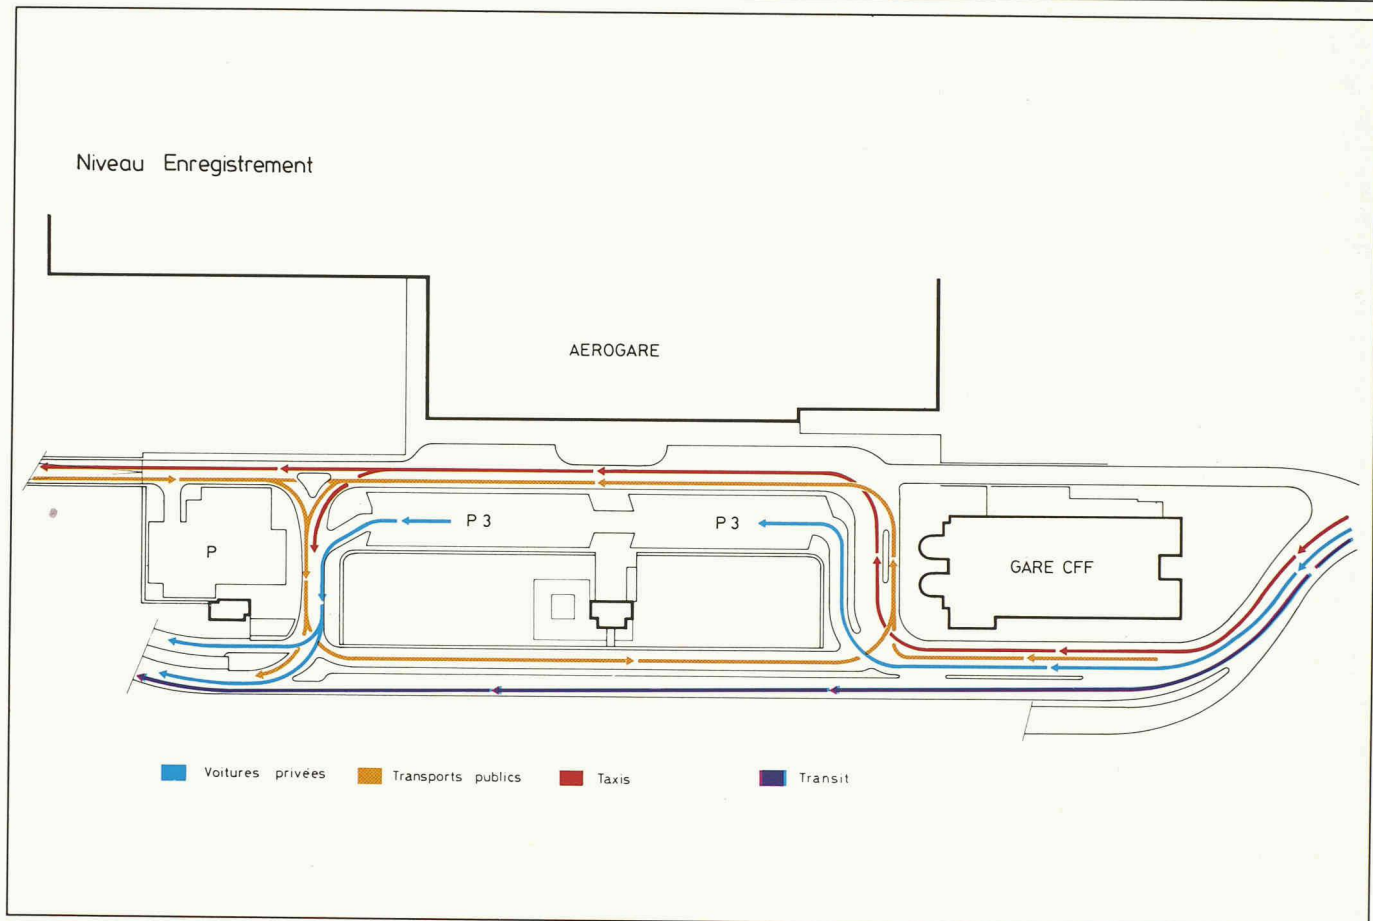 Niveau Enregistrement
AEROGARE
P 3
P 3
P
GARE CFF
Voitures privées
Transports publics
Taxis
Transit